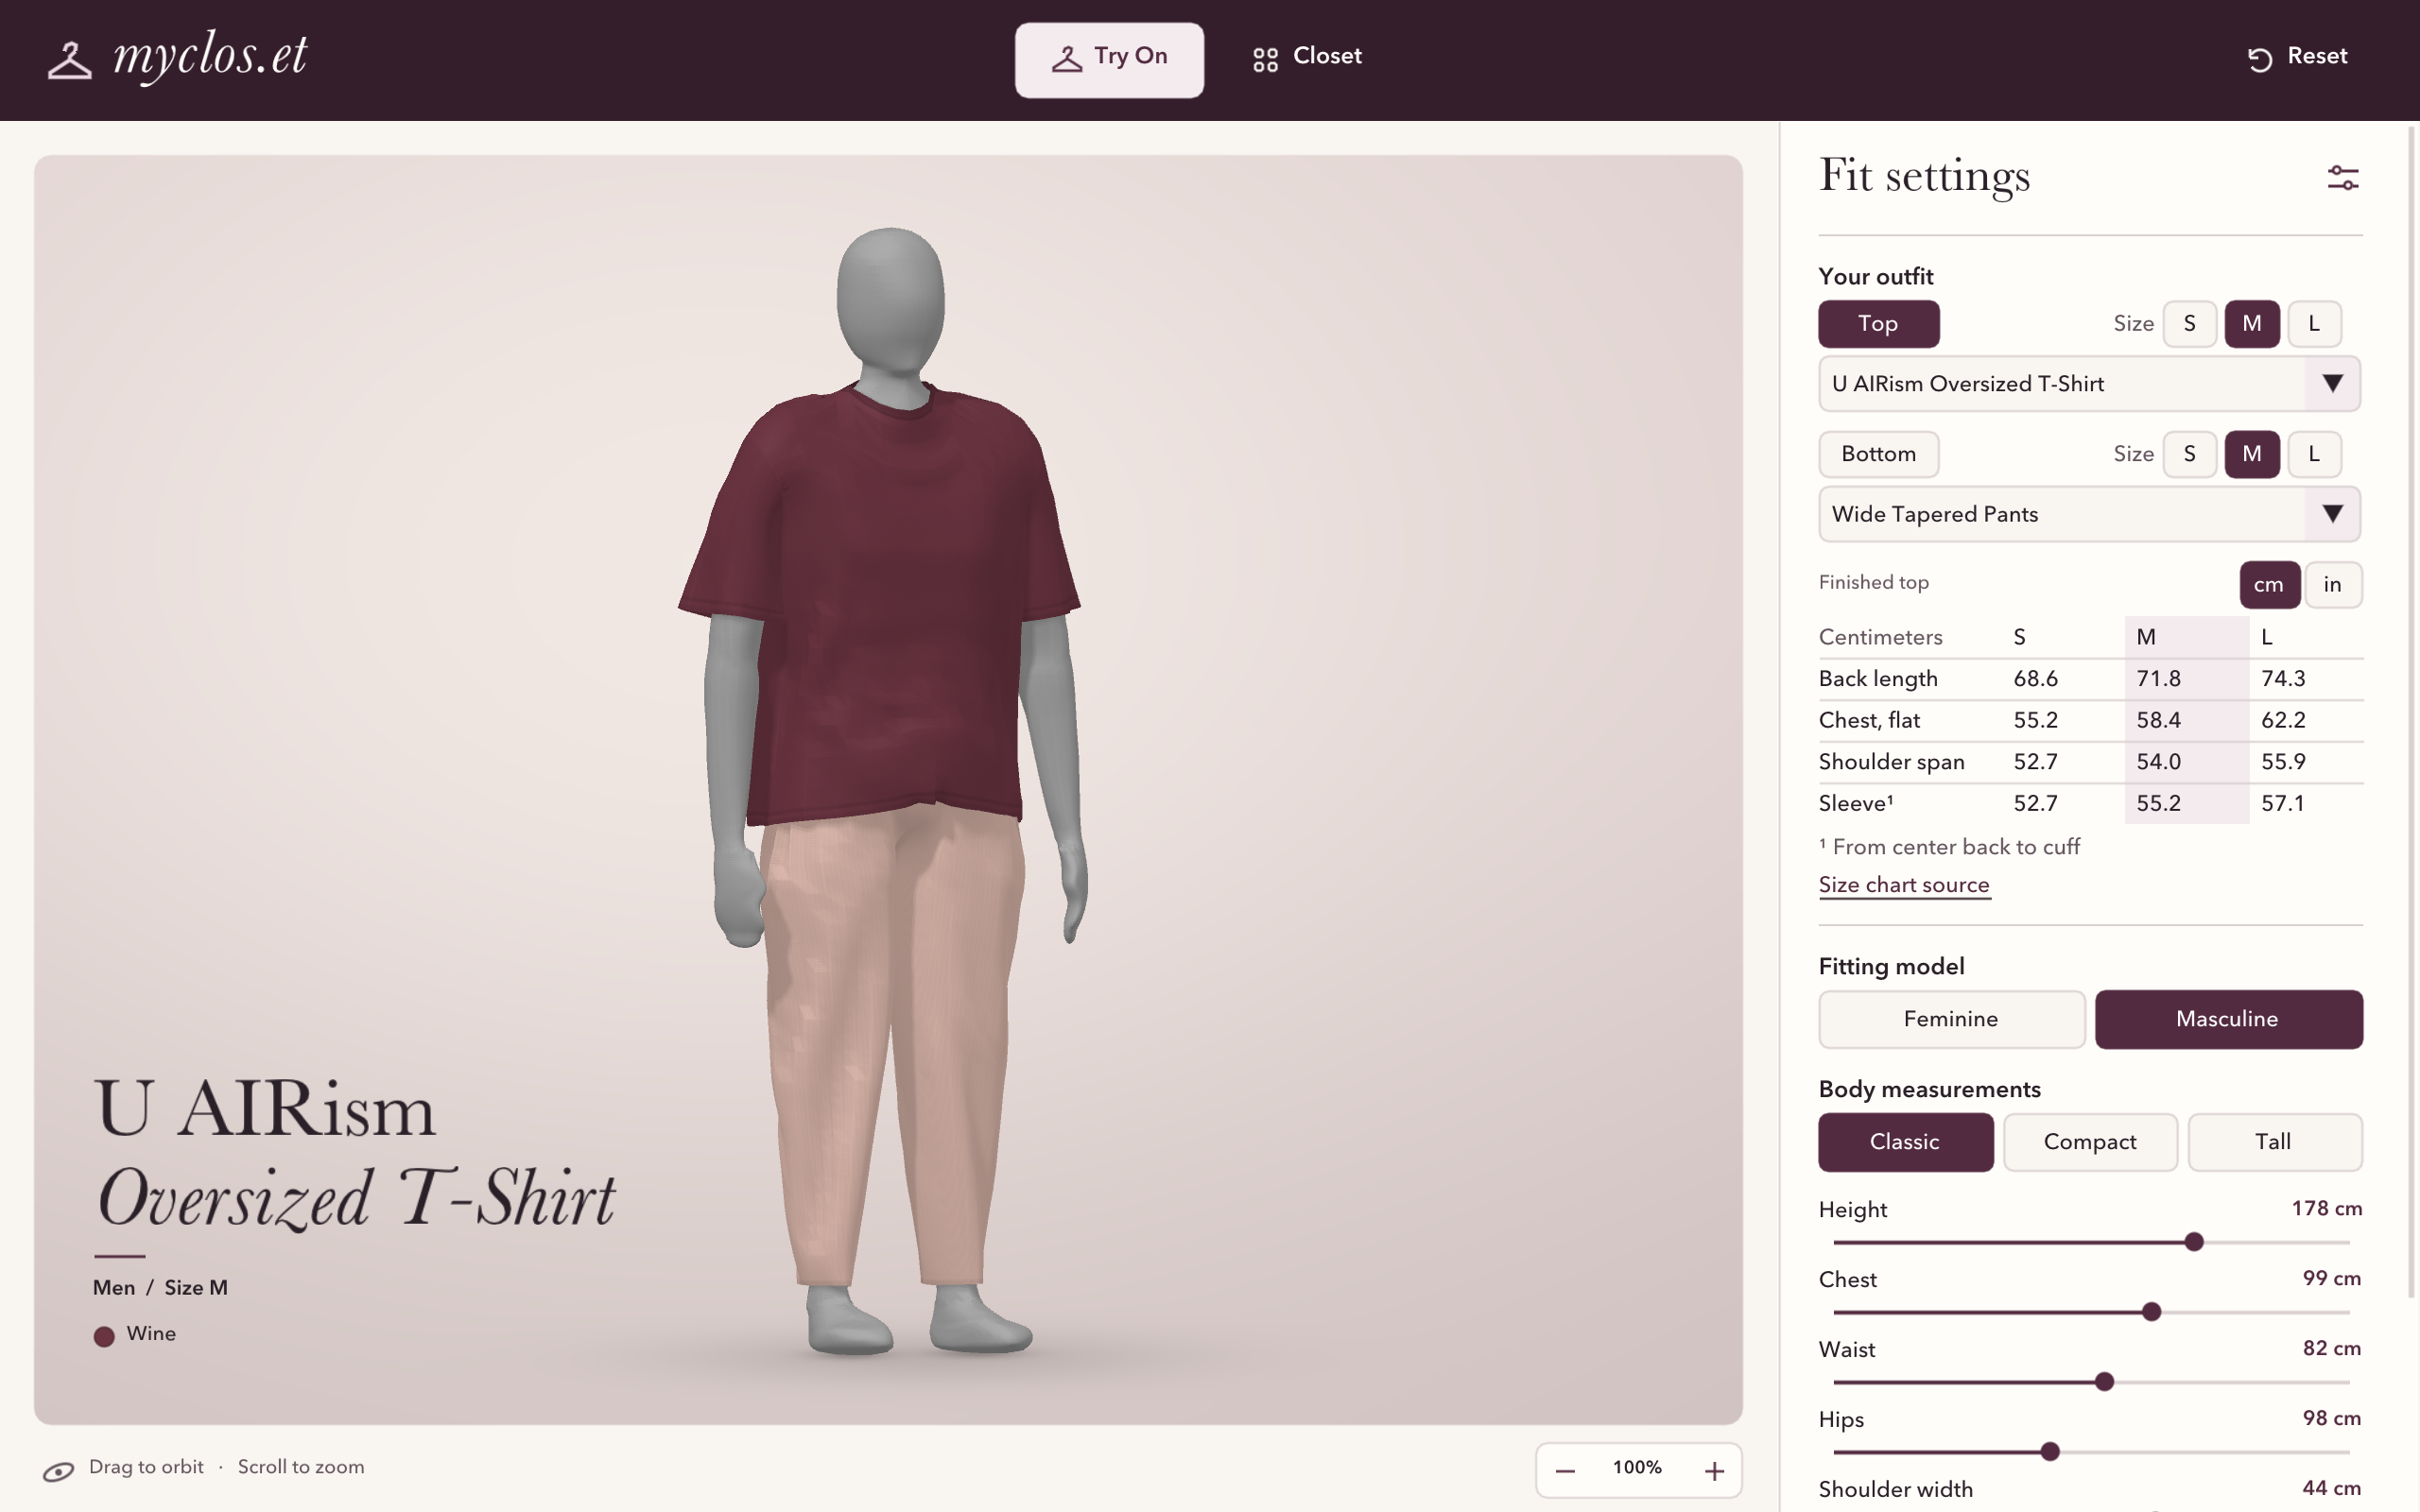 myclos.et
Try On
Closet
Reset
U AIRism
Oversized T-Shirt
Men / Size M
Wine
Drag to orbit · Scroll to zoom
− 100% +
Fit settings
Your outfit
Top Size S M L
U AIRism Oversized T-Shirt ▼
Bottom Size S M L
Wide Tapered Pants ▼
Finished top cm in
Centimeters S M L
Back length 68.6 71.8 74.3
Chest, flat 55.2 58.4 62.2
Shoulder span 52.7 54.0 55.9
Sleeve¹ 52.7 55.2 57.1
¹ From center back to cuff
Size chart source
Fitting model
Feminine Masculine
Body measurements
Classic Compact Tall
Height 178 cm
Chest 99 cm
Waist 82 cm
Hips 98 cm
Shoulder width 44 cm